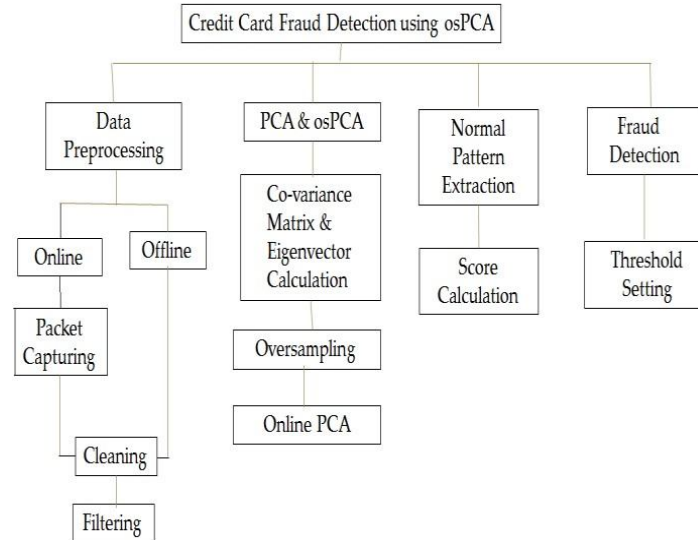 Credit Card Fraud Detection using osPCA
Data
Preprocessing
PCA & osPCA
Normal
Pattern
Extraction
Fraud
Detection
Online
Offline
Co-variance
Matrix &
Eigenvector
Calculation
Score
Calculation
Threshold
Setting
Packet
Capturing
Oversampling
Online PCA
Cleaning
Filtering